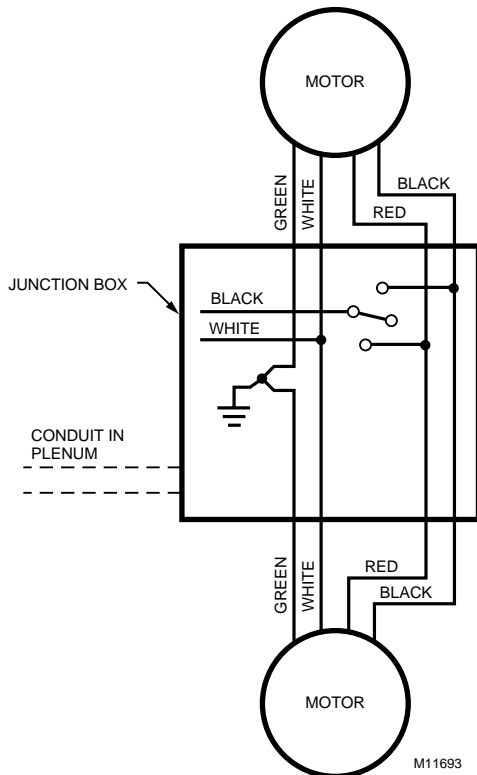 MOTOR
GREEN
WHITE
BLACK
RED
JUNCTION BOX
BLACK
WHITE
CONDUIT IN
PLENUM
GREEN
WHITE
RED
BLACK
MOTOR
M11693